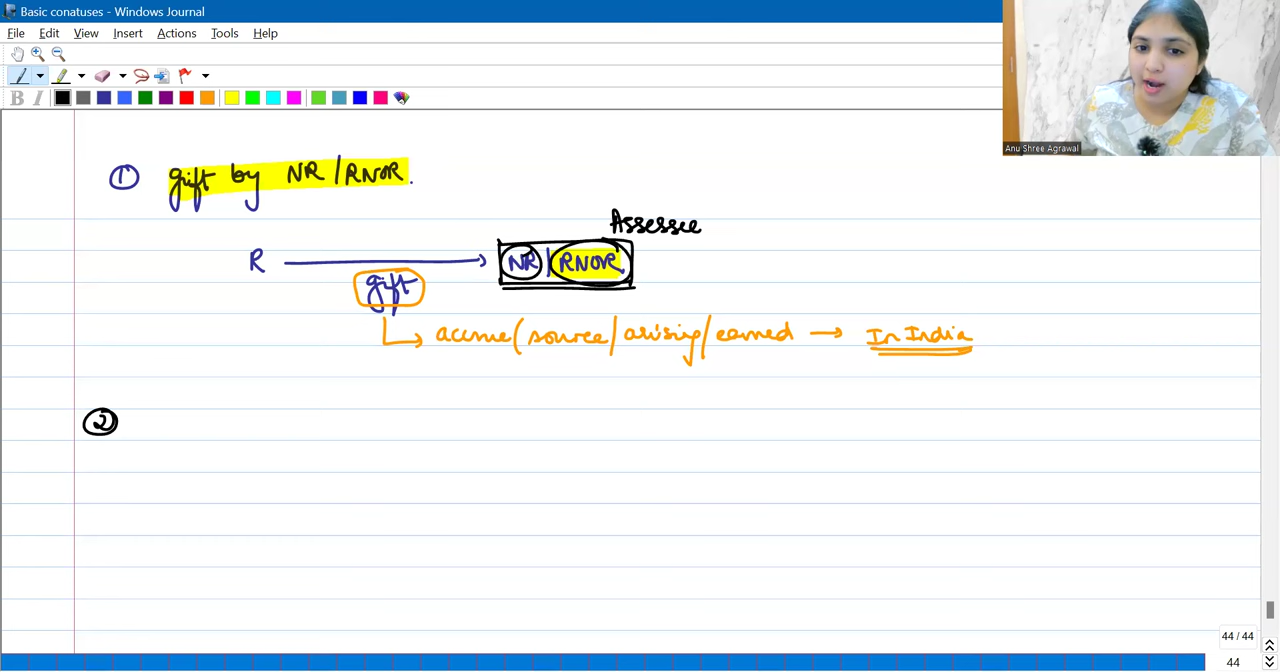 Basic conatuses - Windows Journal
File Edit View Insert Actions Tools Help
B I
Anu Shree Agrawal
① gift by NR/RNOR.
Assessee
R NR/RNOR.
gift
accrue/source/arising/earned → In India
②
44 / 44
44